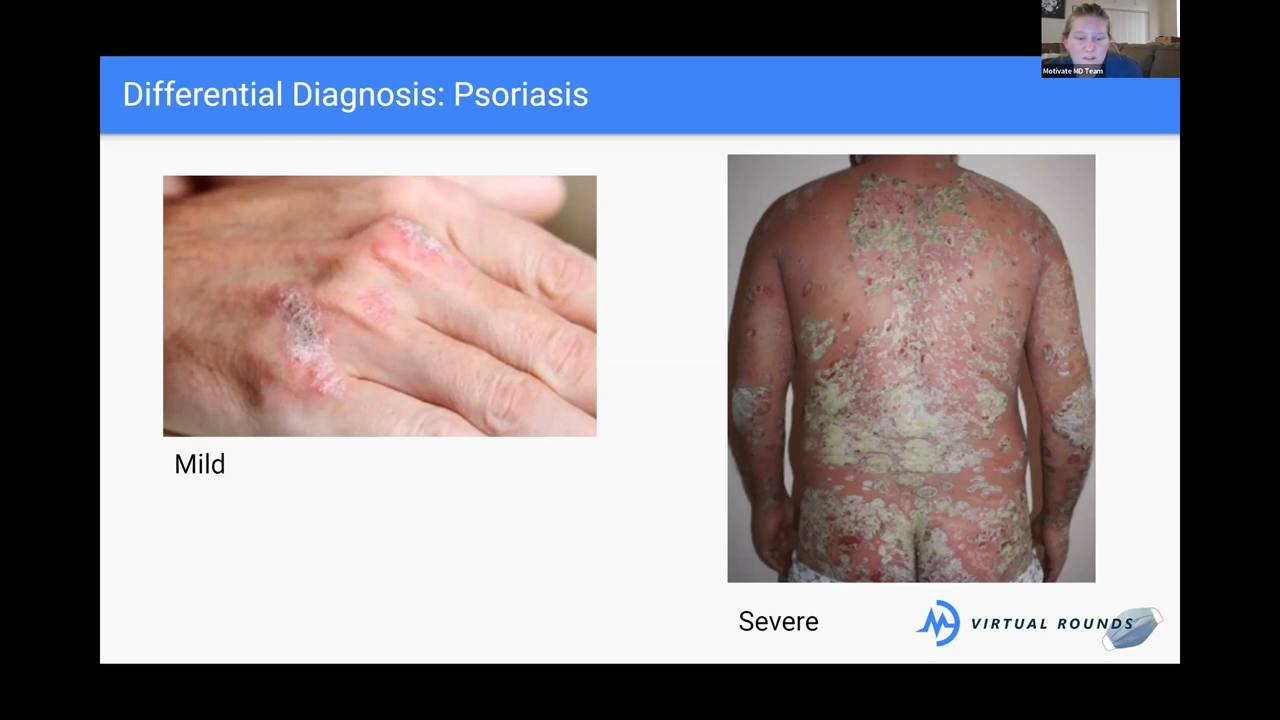 Motivate MD Team
Differential Diagnosis: Psoriasis
Mild
Severe
VIRTUAL ROUNDS